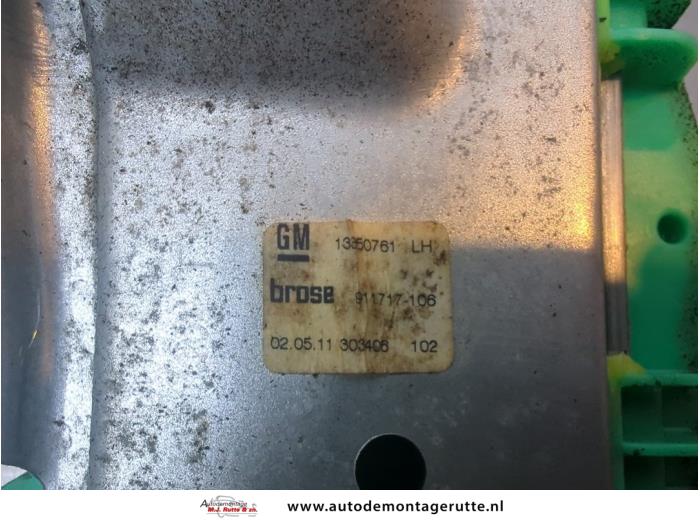 GM 13350761 LH
brose 911717-106
02.05.11 303406 102
Autodemontage
M.J. Rutte & zn.
www.autodemontagerutte.nl